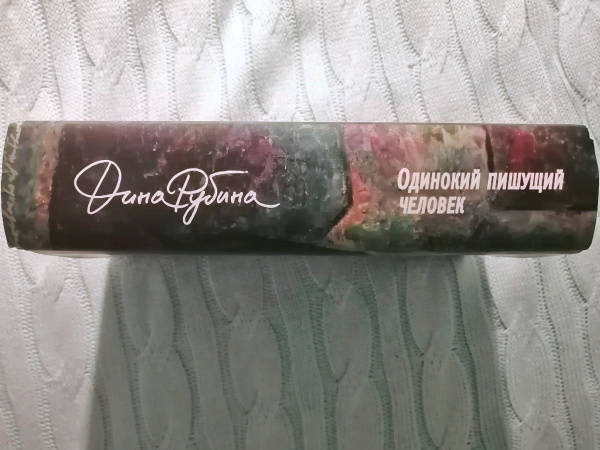 Дина Рубина
Одинокий пишущий
человек